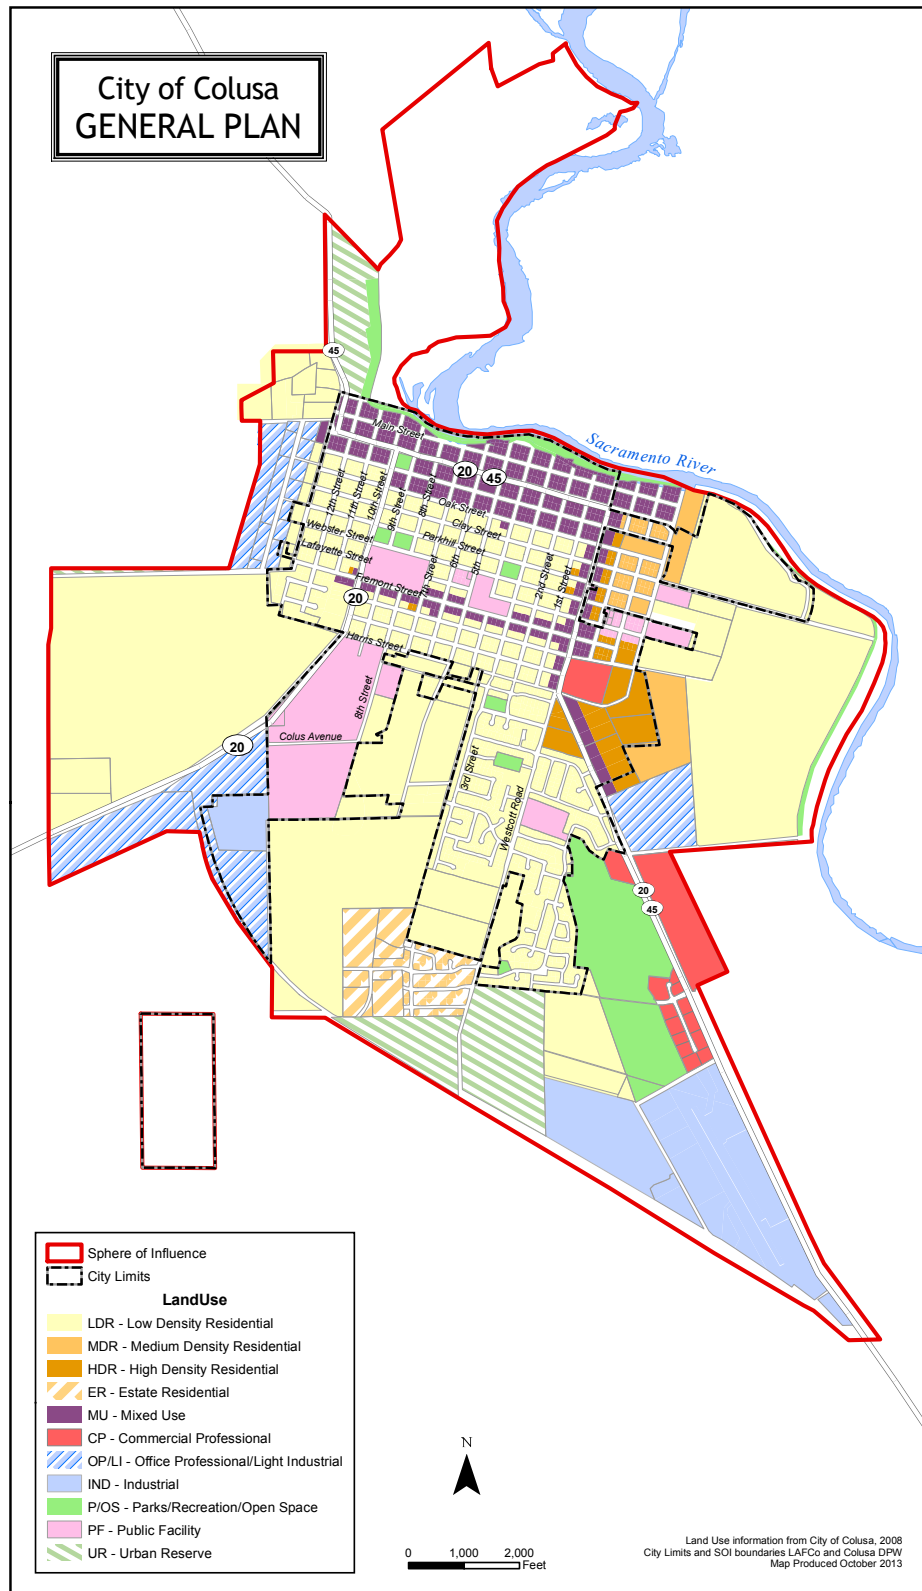 City of Colusa
GENERAL PLAN
45
Sacramento River
Main Street
20
45
12th Street
11th Street
10th Street
9th Street
8th Street
Oak Street
Clay Street
Webster Street
Parkhill Street
Lafayette Street
7th Street
6th
5th
2nd Street
1st Street
Fremont Street
20
Harris Street
8th Street
Colus Avenue
20
3rd Street
Westcott Road
20
45
Sphere of Influence
City Limits
LandUse
LDR - Low Density Residential
MDR - Medium Density Residential
HDR - High Density Residential
ER - Estate Residential
MU - Mixed Use
CP - Commercial Professional
OP/LI - Office Professional/Light Industrial
IND - Industrial
P/OS - Parks/Recreation/Open Space
PF - Public Facility
UR - Urban Reserve
N
0 1,000 2,000
Feet
Land Use information from City of Colusa, 2008
City Limits and SOI boundaries LAFCo and Colusa DPW
Map Produced October 2013